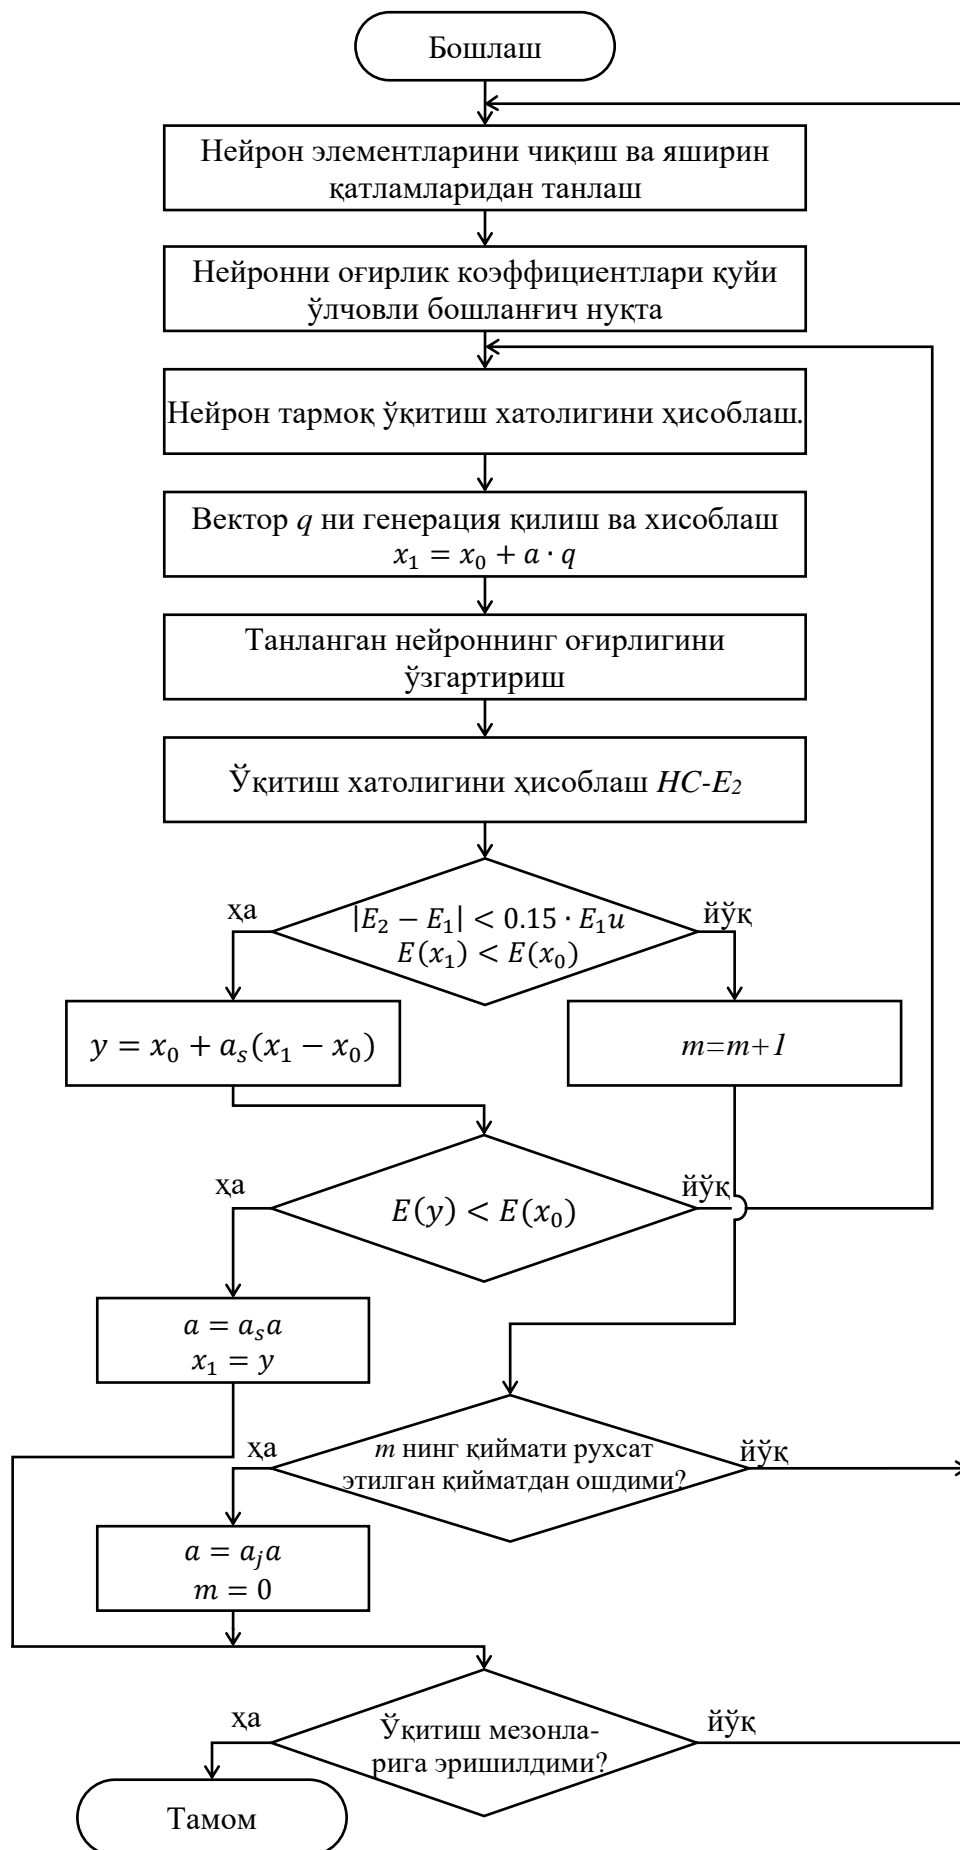 Бошлаш
Нейрон элементларини чиқиш ва яширин
қатламларидан танлаш
Нейронни оғирлик коэффициентлари қуйи
ўлчовли бошланғич нуқта
Нейрон тармоқ ўқитиш хатолигини ҳисоблаш.
Вектор q ни генерация қилиш ва хисоблаш
x₁ = x₀ + a · q
Танланган нейроннинг оғирлигини
ўзгартириш
Ўқитиш хатолигини ҳисоблаш НС-E₂
ҳа
|E₂ − E₁| < 0.15 · E₁u
E(x₁) < E(x₀)
йўқ
y = x₀ + aₛ(x₁ − x₀)
m=m+1
ҳа
E(y) < E(x₀)
йўқ
a = aₛa
x₁ = y
ҳа
m нинг қиймати рухсат
этилган қийматдан ошдими?
йўқ
a = aⱼa
m = 0
ҳа
Ўқитиш мезонла-
рига эришилдими?
йўқ
Тамом